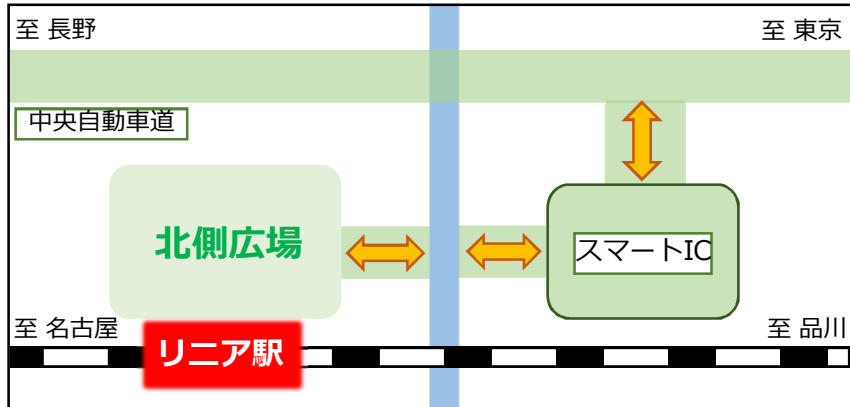 至 長野
至 東京
中央自動車道
北側広場
スマートIC
至 名古屋
至 品川
リニア駅